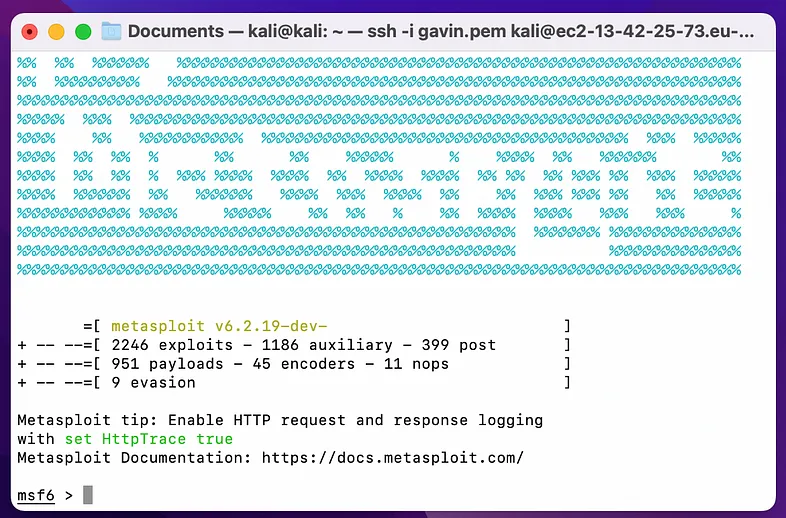 Documents — kali@kali: ~ — ssh -i gavin.pem kali@ec2-13-42-25-73.eu-...
=[ metasploit v6.2.19-dev-                          ]
+ -- --=[ 2246 exploits - 1186 auxiliary - 399 post       ]
+ -- --=[ 951 payloads - 45 encoders - 11 nops            ]
+ -- --=[ 9 evasion                                       ]
Metasploit tip: Enable HTTP request and response logging
with set HttpTrace true
Metasploit Documentation: https://docs.metasploit.com/
msf6 >